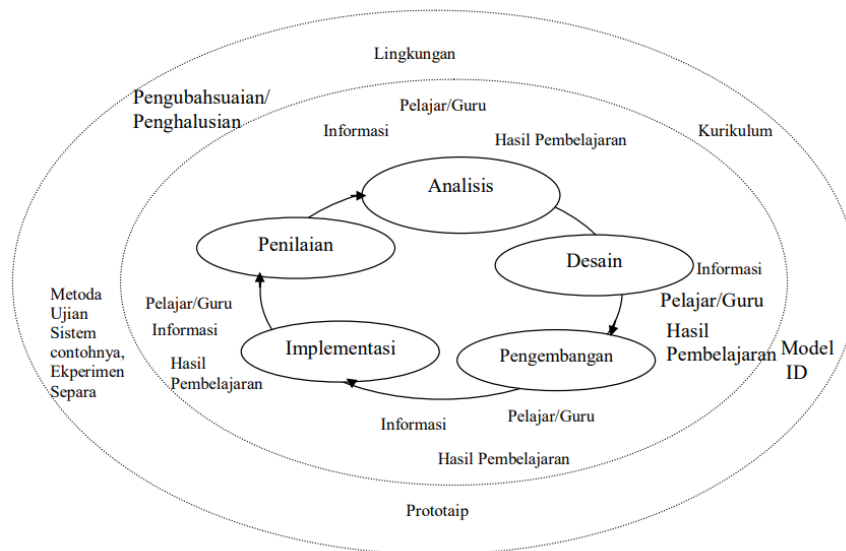 Lingkungan
Pengubahsuaian/
Penghalusian
Pelajar/Guru
Informasi
Hasil Pembelajaran
Kurikulum
Analisis
Penilaian
Desain
Informasi
Pelajar/Guru
Hasil
Pembelajaran
Model
ID
Metoda
Ujian
Sistem
contohnya,
Ekperimen
Separa
Pelajar/Guru
Informasi
Hasil
Pembelajaran
Implementasi
Pengembangan
Informasi
Pelajar/Guru
Hasil Pembelajaran
Prototaip